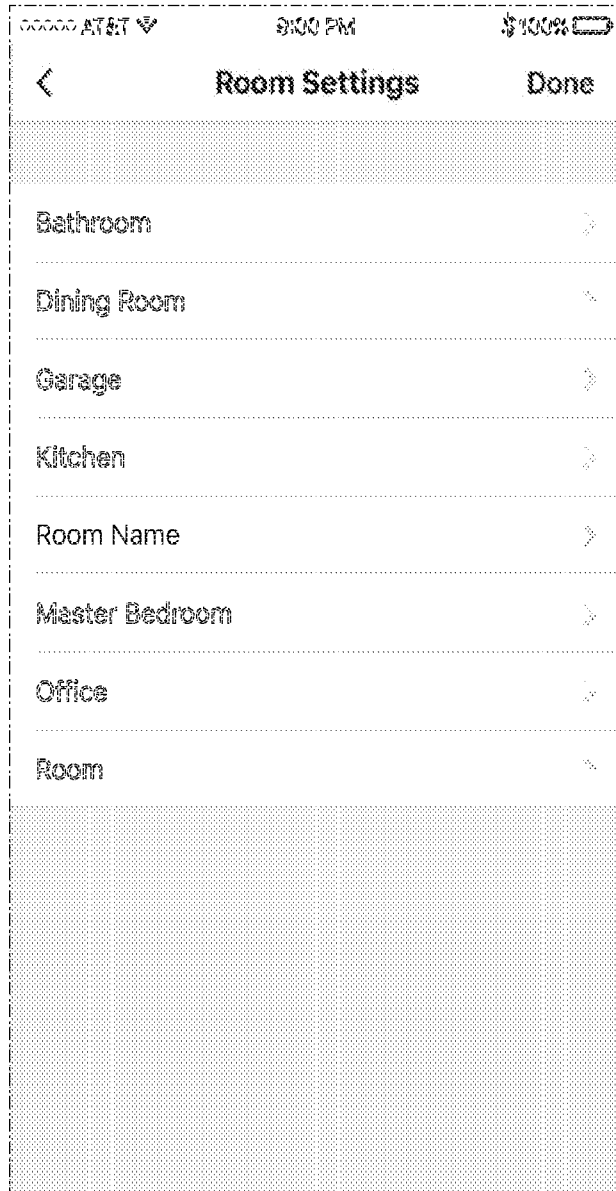 AT&T 9:00 PM 100%
Room Settings Done
Bathroom
Dining Room
Garage
Kitchen
Room Name
Master Bedroom
Office
Room